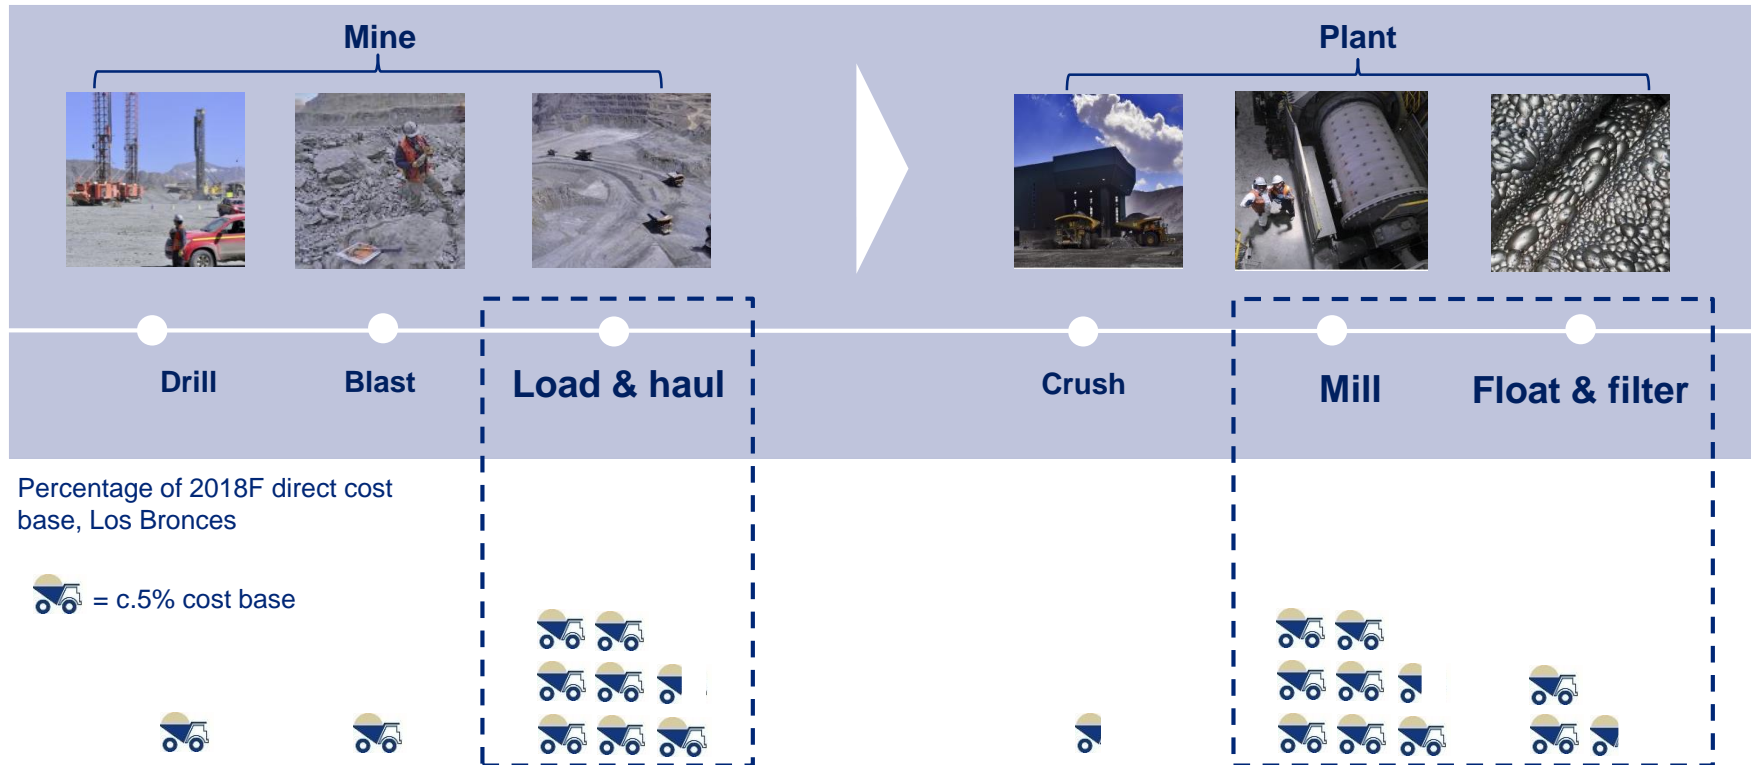 Mine
Plant
Drill
Blast
Load & haul
Crush
Mill
Float & filter
Percentage of 2018F direct cost
base, Los Bronces
= c.5% cost base